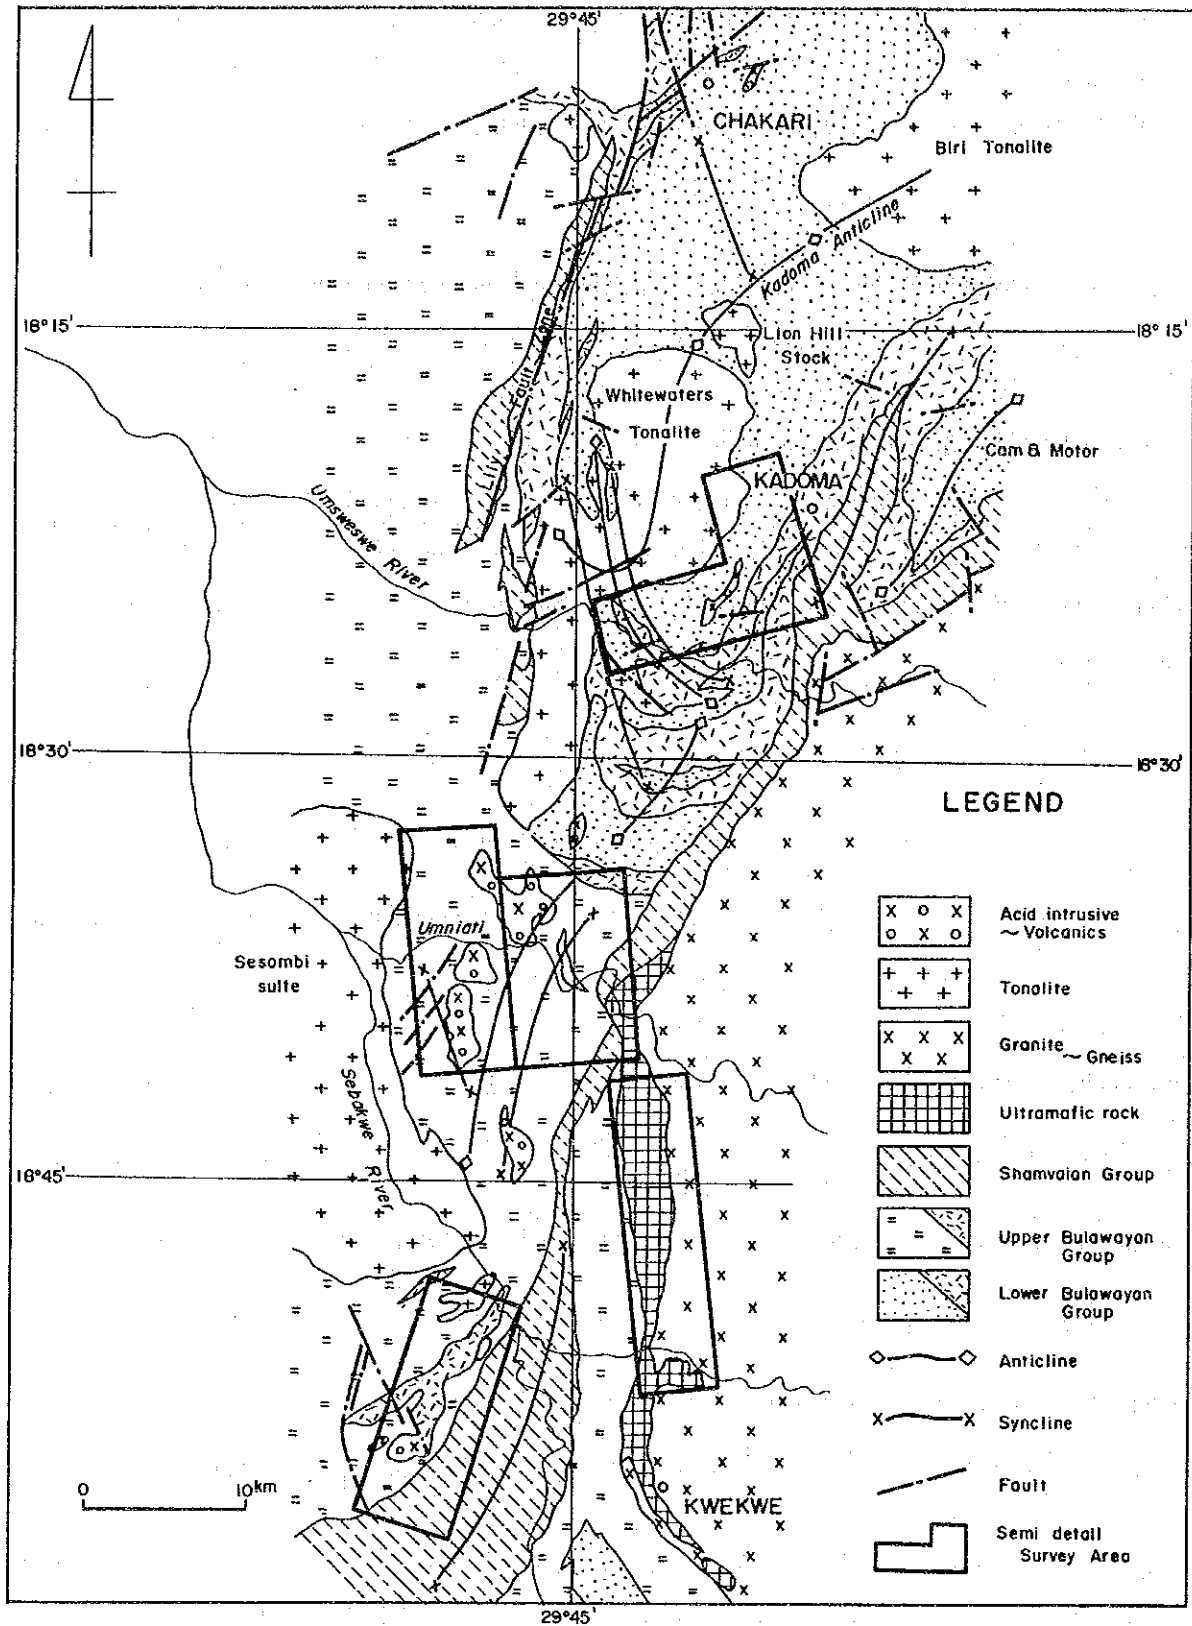 29°45'
CHAKARI
Biri Tonalite
Kadoma Anticline
18°15'
18°15'
Lion Hill
Stock
Lily Fault Zone
Whitewaters
Tonalite
Cam & Motor
KADOMA
Umsweswe River
18°30'
18°30'
LEGEND
Acid intrusive
~ Volcanics
Umniati
Sesombi
suite
Tonalite
Granite ~ Gneiss
Ultramafic rock
Sebakwe River
Shamvaian Group
18°45'
Upper Bulawayan
Group
Lower Bulawayan
Group
Anticline
Syncline
Fault
0 10km
KWEKWE
Semi detail
Survey Area
29°45'